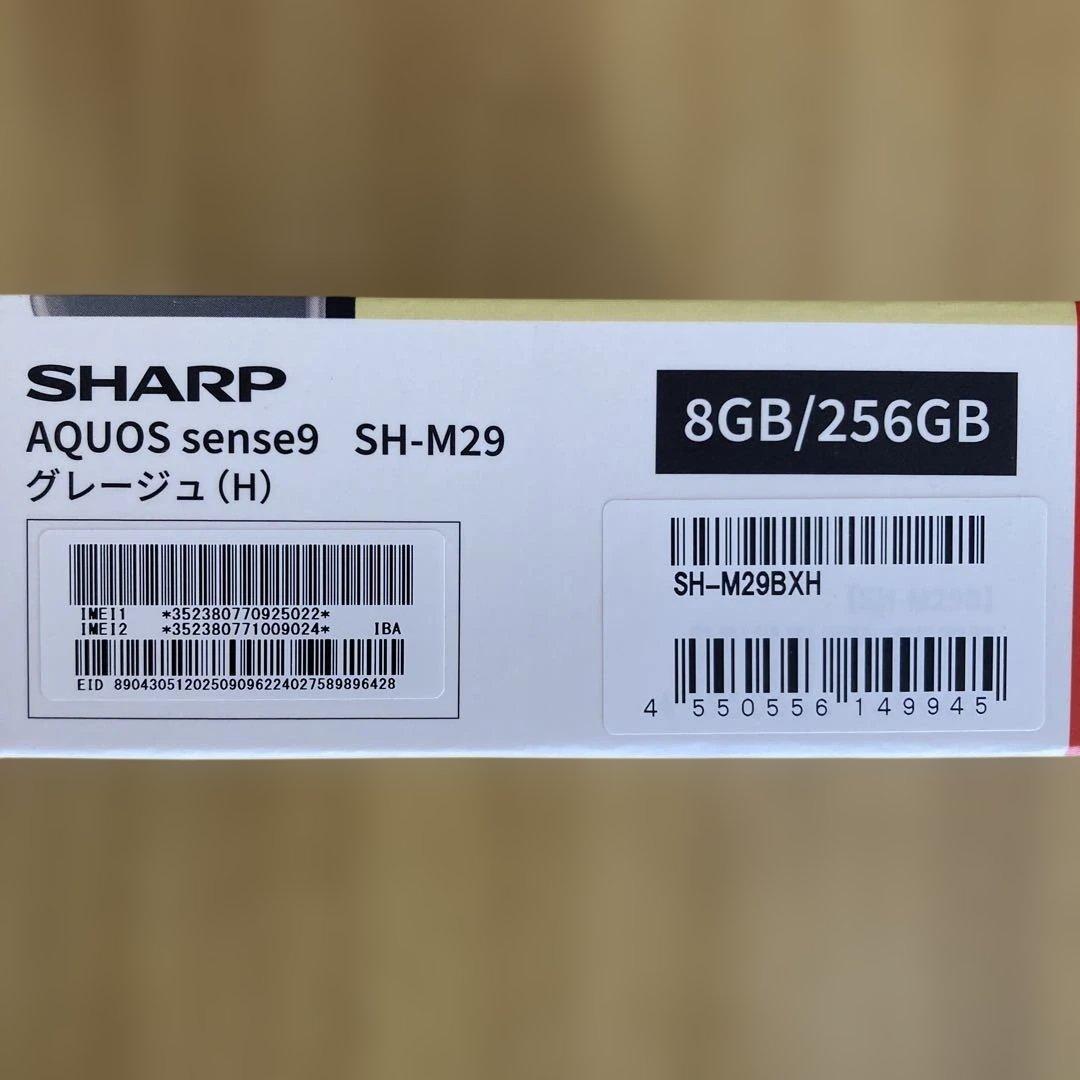 SHARP
AQUOS sense9 SH-M29
グレージュ(H)
8GB/256GB
IMEI1 *352380770925022*
IMEI2 *352380771009024* IBA
EID 89043051202509096224027589896428
SH-M29BXH
4 550556 149945